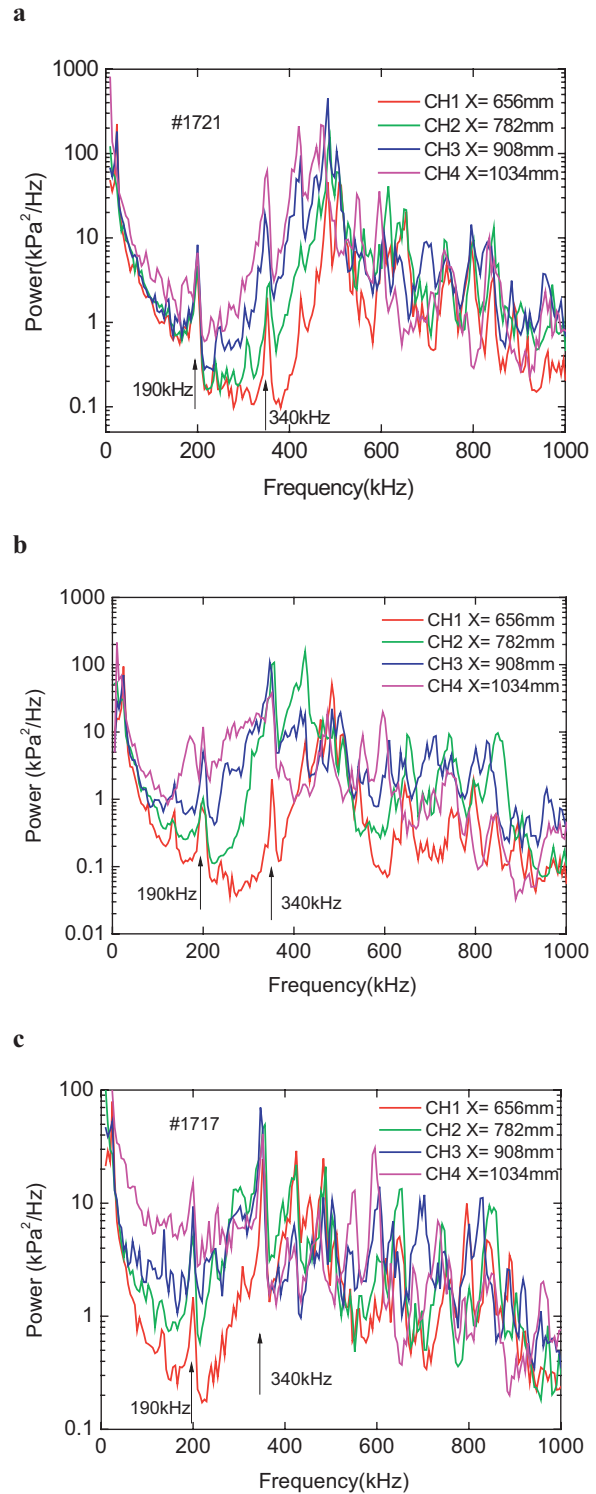 a
1000
100
10
1
0.1
Power(kPa²/Hz)
#1721
CH1 X= 656mm
CH2 X= 782mm
CH3 X= 908mm
CH4 X=1034mm
190kHz
340kHz
0 200 400 600 800 1000
Frequency(kHz)
b
1000
100
10
1
0.1
0.01
Power (kPa²/Hz)
CH1 X= 656mm
CH2 X= 782mm
CH3 X= 908mm
CH4 X=1034mm
190kHz
340kHz
0 200 400 600 800 1000
Frequency(kHz)
c
100
10
1
0.1
Power (kPa²/Hz)
#1717
CH1 X= 656mm
CH2 X= 782mm
CH3 X= 908mm
CH4 X= 1034mm
190kHz
340kHz
0 200 400 600 800 1000
Frequency(kHz)